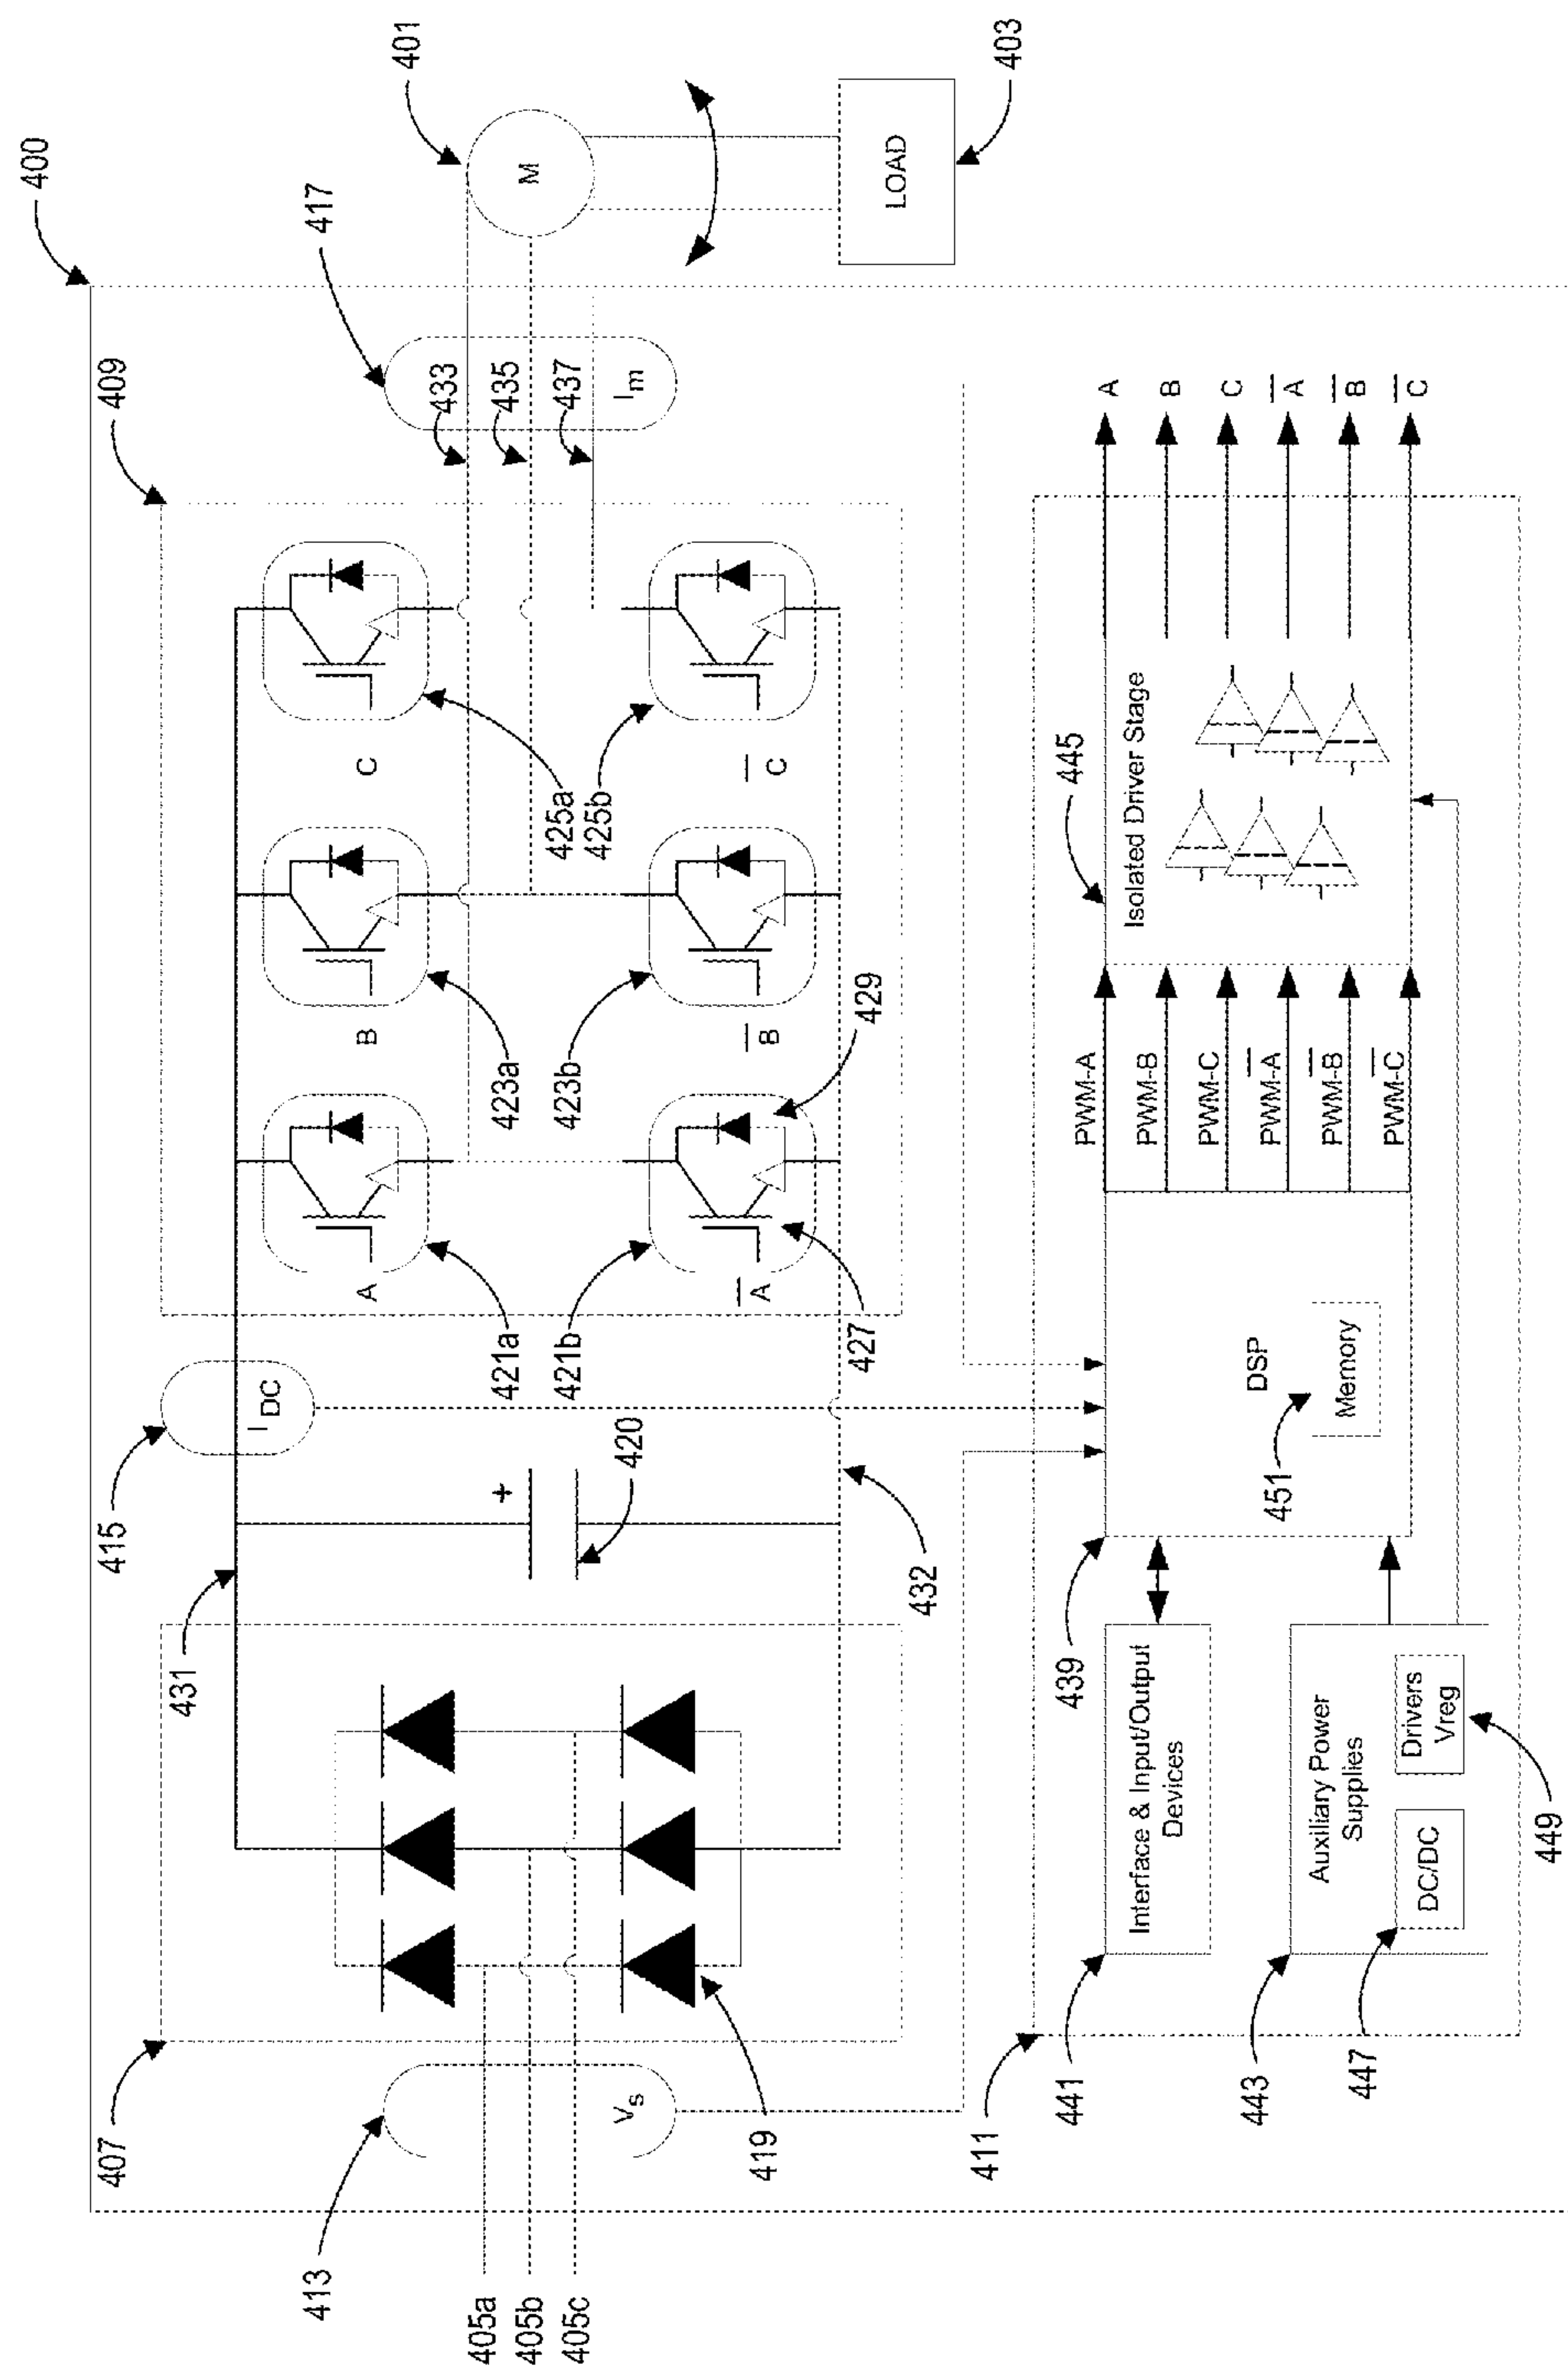 400
409
417
401
407
413
431
415
M
403
LOAD
433
435
437
I m
I DC
A
B
C
421a
423a
425a
421b
423b
425b
A̅
B̅
C̅
427
429
+
420
432
V s
419
405a
405b
405c
411
439
441
Interface & Input/Output
Devices
443
Auxiliary Power
Supplies
447
DC/DC
Drivers
Vreg
449
DSP
451
Memory
445
Isolated Driver Stage
PWM-A
PWM-B
PWM-C
PWM-A̅
PWM-B̅
PWM-C̅
A
B
C
A̅
B̅
C̅